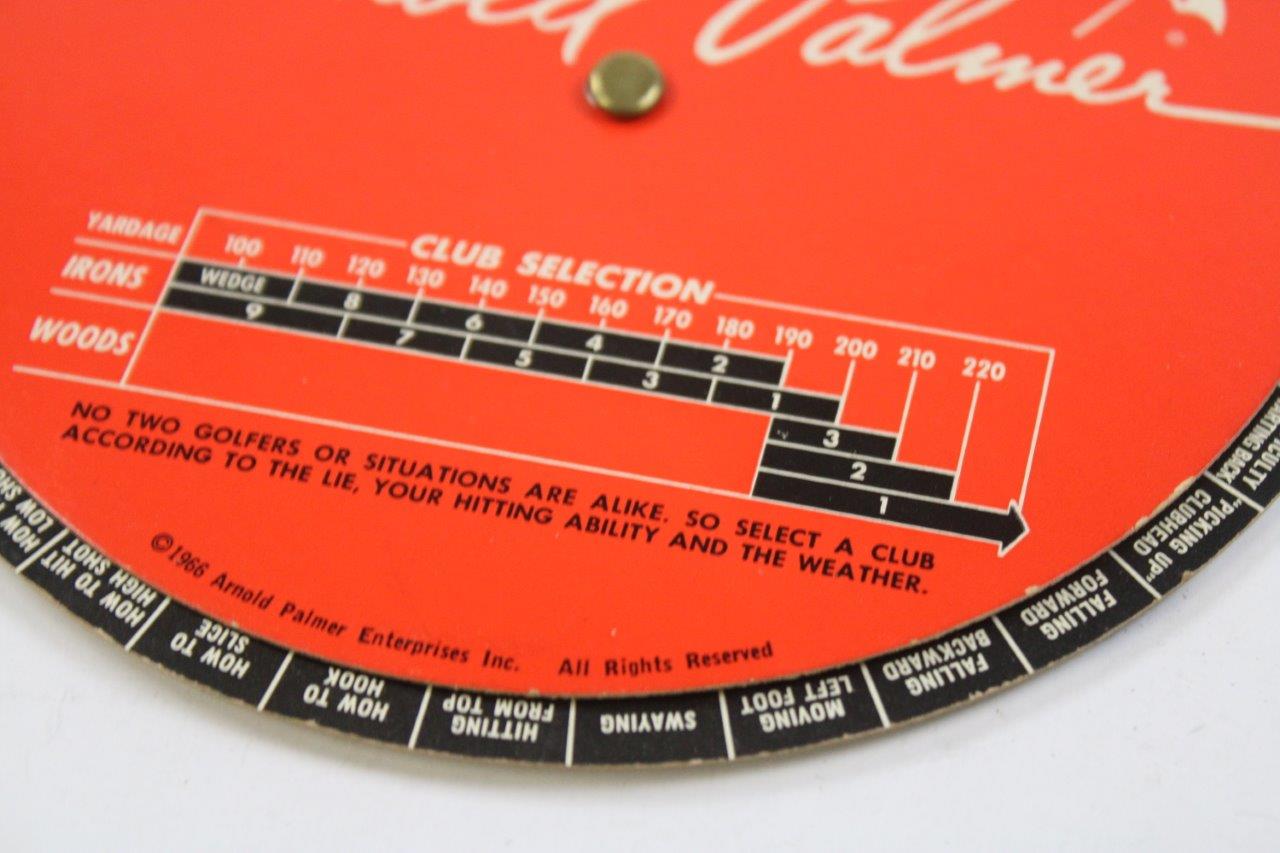 Palmer
CLUB SELECTION
YARDAGE 100 110 120 130 140 150 160 170 180 190 200 210 220
IRONS WEDGE 8 6 4 2
9 7 5 3 1
WOODS 3
2
1
NO TWO GOLFERS OR SITUATIONS ARE ALIKE. SO SELECT A CLUB
ACCORDING TO THE LIE, YOUR HITTING ABILITY AND THE WEATHER.
©1966 Arnold Palmer Enterprises Inc. All Rights Reserved
"PICKING UP"
CLUBHEAD
FALLING
FORWARD
FALLING
BACKWARD
MOVING
LEFT FOOT
SWAYING
HITTING
FROM TOP
HOW TO
HOOK
HOW TO
SLICE
HOW TO HIT
HIGH SHOT
LOW
BACK